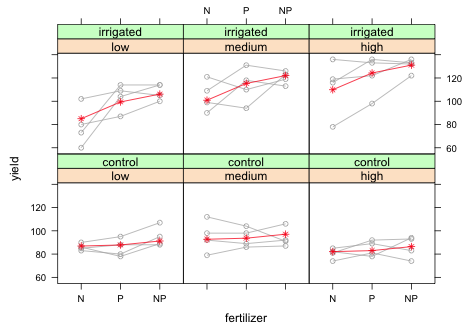 N P NP
irrigated irrigated irrigated
low medium high
120
100
80
60
yield
control control control
low medium high
120
100
80
60
N P NP N P NP
fertilizer